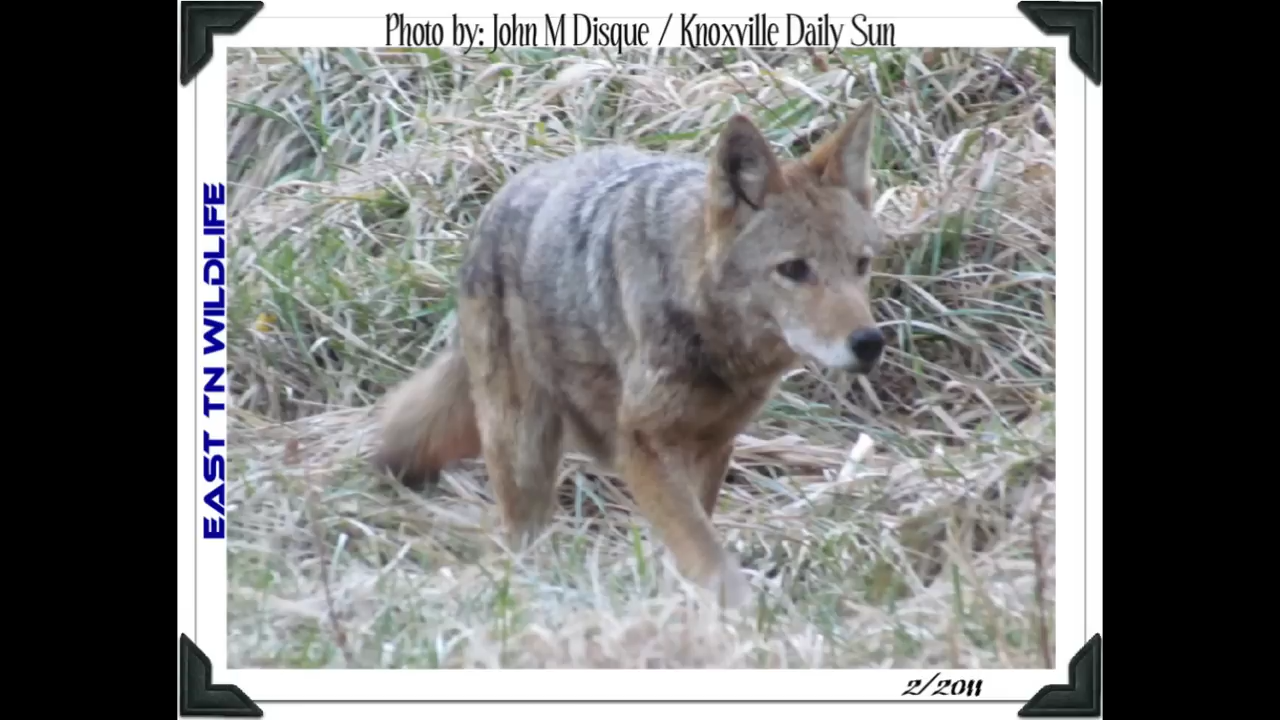 Photo by: John M Disque / Knoxville Daily Sun
EAST TN WILDLIFE
2/2011